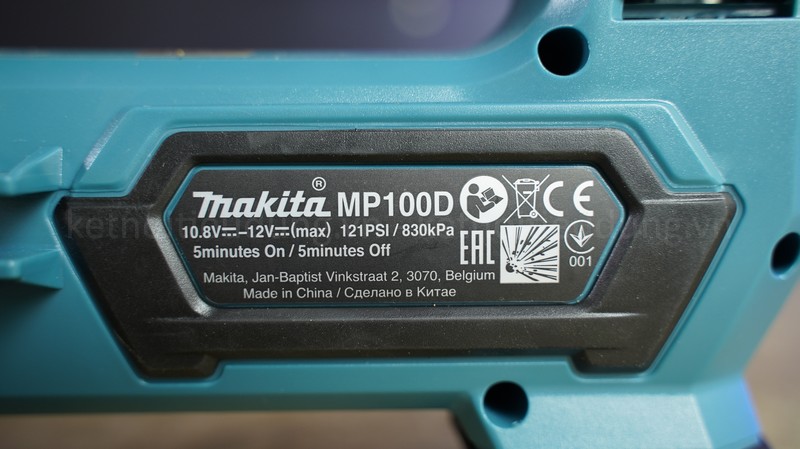 makita® MP100D
10.8V⎓–12V⎓(max) 121PSI / 830kPa
5minutes On / 5minutes Off
Makita, Jan-Baptist Vinkstraat 2, 3070, Belgium
Made in China / Сделано в Китае
CE
EAC
001